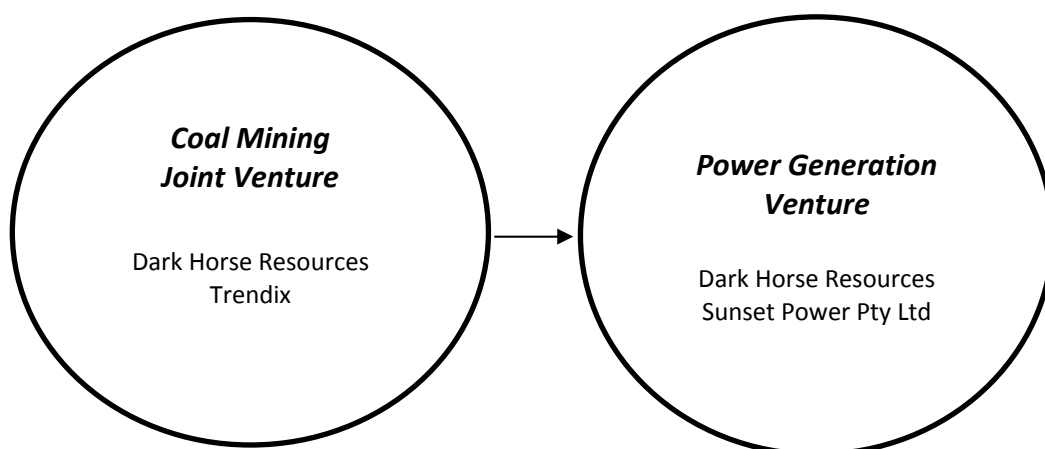 Coal Mining
Joint Venture
Dark Horse Resources
Trendix
Power Generation
Venture
Dark Horse Resources
Sunset Power Pty Ltd